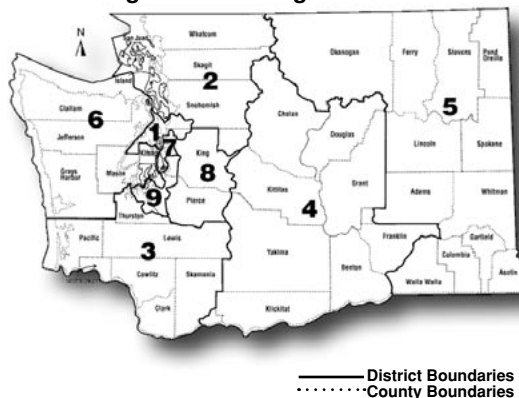 N
San Juan
Whatcom
Okanogan
Ferry
Stevens
Pend
Oreille
Island
Skagit
2
Snohomish
Clallam
6
Jefferson
Chelan
Douglas
5
1
7
Kitsap
King
8
Lincoln
Spokane
Grays
Harbor
Mason
Kittitas
Grant
Adams
Whitman
9
Pierce
4
Thurston
Pacific
Lewis
3
Yakima
Franklin
Garfield
Columbia
Benton
Walla Walla
Asotin
Cowlitz
Skamania
Clark
Klickitat
District Boundaries
County Boundaries